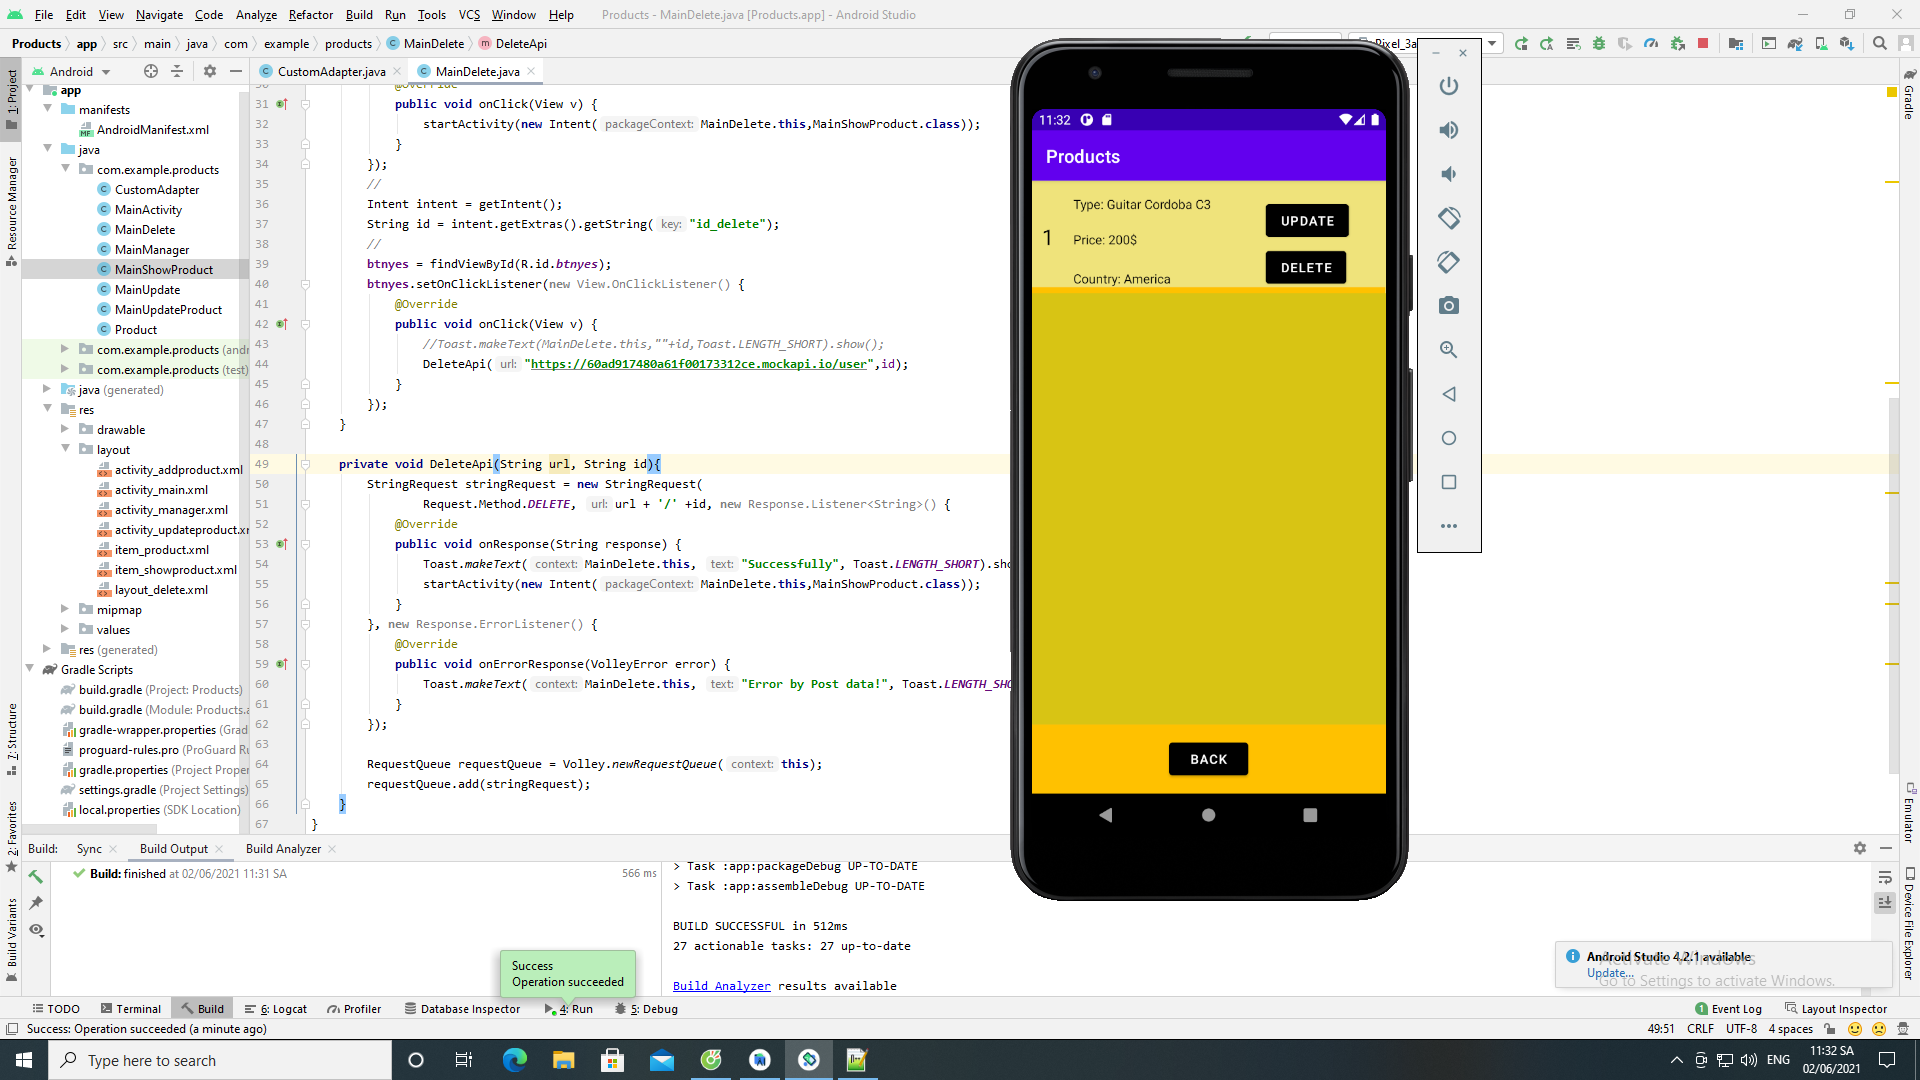 File Edit View Navigate Code Analyze Refactor Build Run Tools VCS Window Help Products - MainDelete.java [Products.app] - Android Studio
Products app src main java com example products MainDelete DeleteApi
Pixel_3a
Android
CustomAdapter.java
MainDelete.java
1: Project
Resource Manager
7: Structure
2: Favorites
Build Variants
app
manifests
AndroidManifest.xml
java
com.example.products
CustomAdapter
MainActivity
MainDelete
MainManager
MainShowProduct
MainUpdate
MainUpdateProduct
Product
com.example.products (and
com.example.products (test)
java (generated)
res
drawable
layout
activity_addproduct.xml
activity_main.xml
activity_manager.xml
activity_updateproduct.x
item_product.xml
item_showproduct.xml
layout_delete.xml
mipmap
values
res (generated)
Gradle Scripts
build.gradle (Project: Products)
build.gradle (Module: Products.a
gradle-wrapper.properties (Grad
proguard-rules.pro (ProGuard Ru
gradle.properties (Project Proper
settings.gradle (Project Settings)
local.properties (SDK Location)
30 @Override
31 public void onClick(View v) {
32 startActivity(new Intent( packageContext: MainDelete.this,MainShowProduct.class));
33 }
34 });
35 //
36 Intent intent = getIntent();
37 String id = intent.getExtras().getString( key: "id_delete");
38 //
39 btnyes = findViewById(R.id.btnyes);
40 btnyes.setOnClickListener(new View.OnClickListener() {
41 @Override
42 public void onClick(View v) {
43 //Toast.makeText(MainDelete.this,""+id,Toast.LENGTH_SHORT).show();
44 DeleteApi( url: "https://60ad917480a61f00173312ce.mockapi.io/user",id);
45 }
46 });
47 }
48
49 private void DeleteApi(String url, String id){
50 StringRequest stringRequest = new StringRequest(
51 Request.Method.DELETE, url: url + '/' +id, new Response.Listener<String>() {
52 @Override
53 public void onResponse(String response) {
54 Toast.makeText( context: MainDelete.this, text: "Successfully", Toast.LENGTH_SHORT).sho
55 startActivity(new Intent( packageContext: MainDelete.this,MainShowProduct.class));
56 }
57 }, new Response.ErrorListener() {
58 @Override
59 public void onErrorResponse(VolleyError error) {
60 Toast.makeText( context: MainDelete.this, text: "Error by Post data!", Toast.LENGTH_SHO
61 }
62 });
63
64 RequestQueue requestQueue = Volley.newRequestQueue( context: this);
65 requestQueue.add(stringRequest);
66 }
67 }
11:32
Products
1
Type: Guitar Cordoba C3
Price: 200$
Country: America
UPDATE
DELETE
BACK
Gradle
Emulator
Device File Explorer
Build: Sync Build Output Build Analyzer
Build: finished at 02/06/2021 11:31 SA 566 ms
> Task :app:packageDebug UP-TO-DATE
> Task :app:assembleDebug UP-TO-DATE
BUILD SUCCESSFUL in 512ms
27 actionable tasks: 27 up-to-date
Build Analyzer results available
Success
Operation succeeded
Android Studio 4.2.1 available
Update...
Activate Windows
Go to Settings to activate Windows.
TODO Terminal Build 6: Logcat Profiler Database Inspector 4: Run 5: Debug 1 Event Log Layout Inspector
Success: Operation succeeded (a minute ago) 49:51 CRLF UTF-8 4 spaces
Type here to search
ENG
11:32 SA
02/06/2021